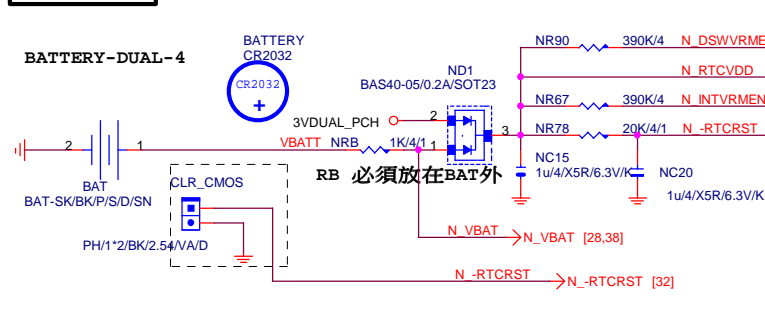 BATTERY
CR2032
CR2032
+
BATTERY-DUAL-4
NR90 390K/4 N_DSWVRME
ND1
BAS40-05/0.2A/SOT23
N_RTCVDD
NR67 390K/4 N_INTVRMEN
3VDUAL_PCH 2
3
NR78 20K/4/1 N_-RTCRST
2 1 VBATT NRB 1K/4/1 1
NC15
1u/4/X5R/6.3V/K
NC20
1u/4/X5R/6.3V/K
RB 必須放在BAT外
BAT
BAT-SK/BK/P/S/D/SN
CLR_CMOS
PH/1*2/BK/2.54/VA/D
N_VBAT N_VBAT [28,38]
N_-RTCRST N_-RTCRST [32]